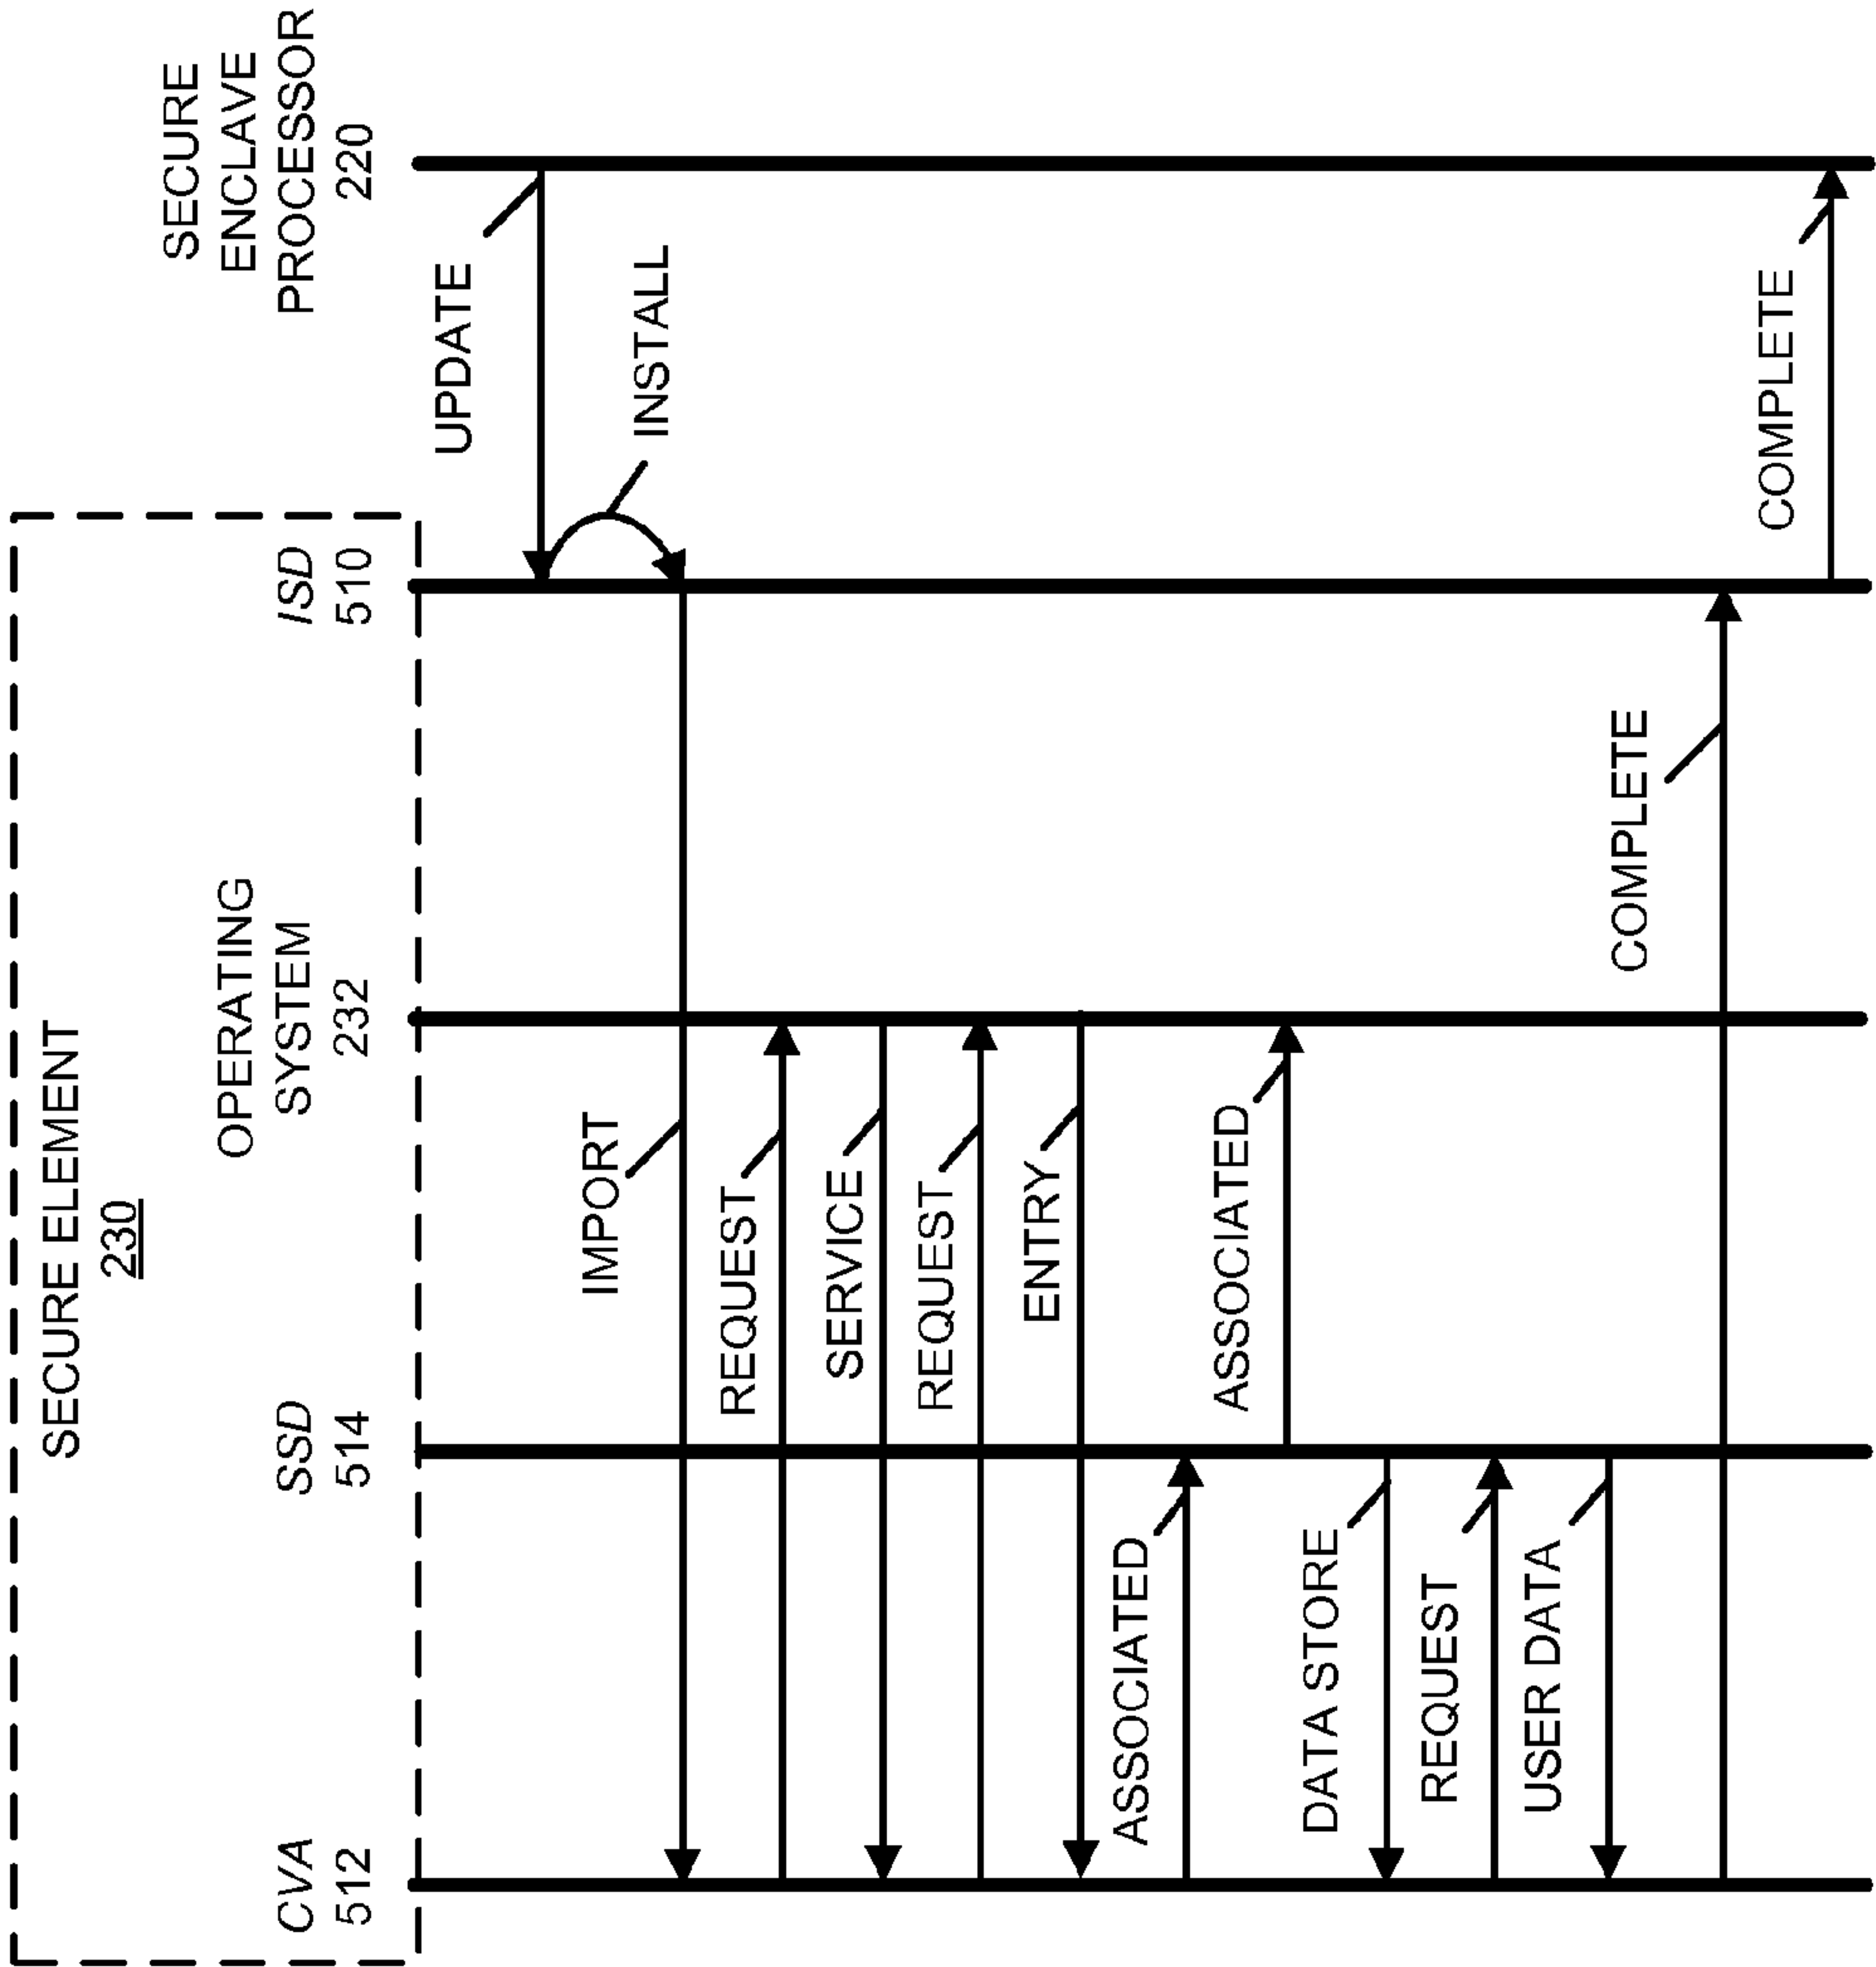 SECURE ELEMENT
230
CVA
512
SSD
514
OPERATING
SYSTEM
232
ISD
510
SECURE
ENCLAVE
PROCESSOR
220
UPDATE
INSTALL
IMPORT
REQUEST
SERVICE
REQUEST
ENTRY
ASSOCIATED
ASSOCIATED
DATA STORE
REQUEST
USER DATA
COMPLETE
COMPLETE